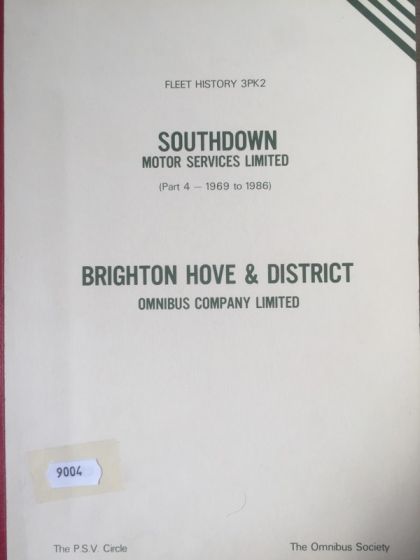 FLEET HISTORY 3PK2
SOUTHDOWN
MOTOR SERVICES LIMITED
(Part 4 — 1969 to 1986)
BRIGHTON HOVE & DISTRICT
OMNIBUS COMPANY LIMITED
9004
The P.S.V. Circle
The Omnibus Society